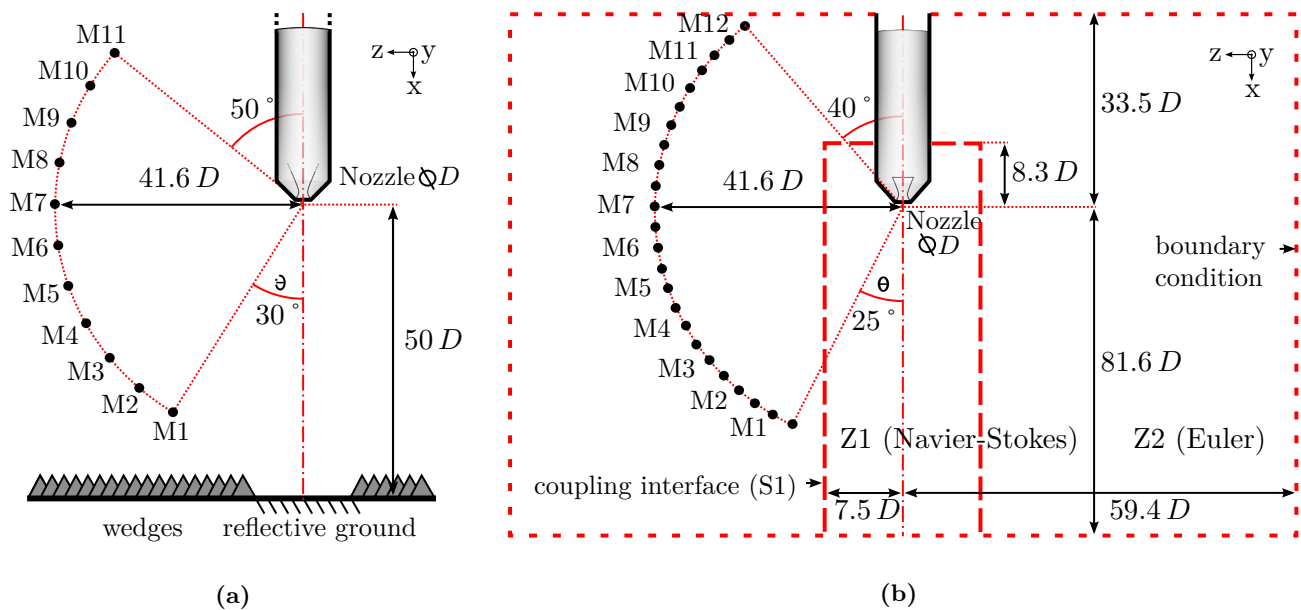 M11
M10
M9
M8
M7
M6
M5
M4
M3
M2
M1
z y
x
50°
Nozzle ⌀D
41.6 D
ϑ
30°
50 D
wedges reflective ground
(a)
M12
M11
M10
M9
M8
M7
M6
M5
M4
M3
M2
M1
z y
x
40°
33.5 D
8.3 D
41.6 D
Nozzle
⌀D
boundary
condition
θ
25°
81.6 D
Z1 (Navier-Stokes) Z2 (Euler)
coupling interface (S1)
7.5 D
59.4 D
(b)